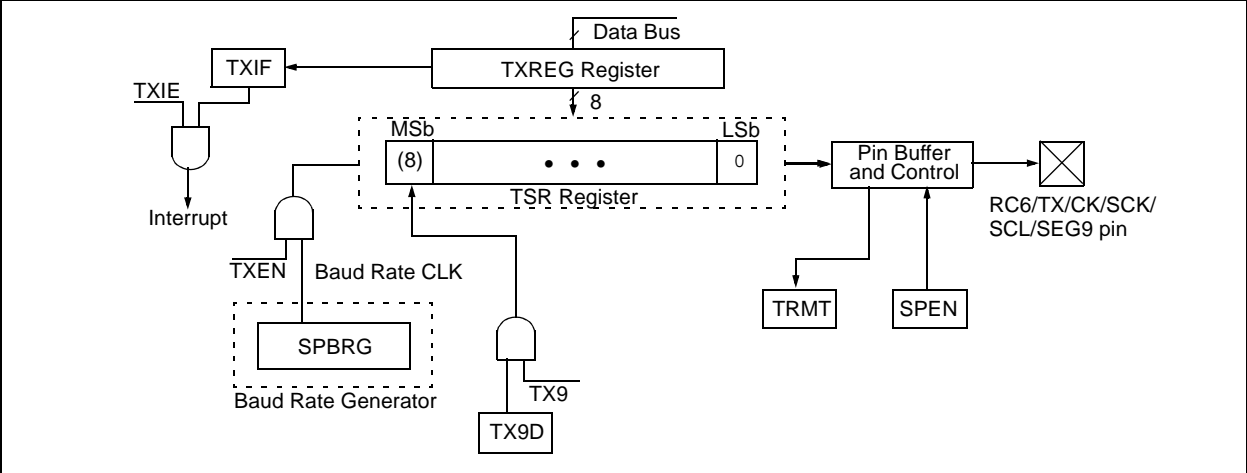 Data Bus
TXIF
TXREG Register
TXIE
8
MSb
LSb
(8)
• • •
0
Pin Buffer
and Control
TSR Register
Interrupt
RC6/TX/CK/SCK/
SCL/SEG9 pin
TXEN
Baud Rate CLK
TRMT
SPEN
SPBRG
TX9
Baud Rate Generator
TX9D